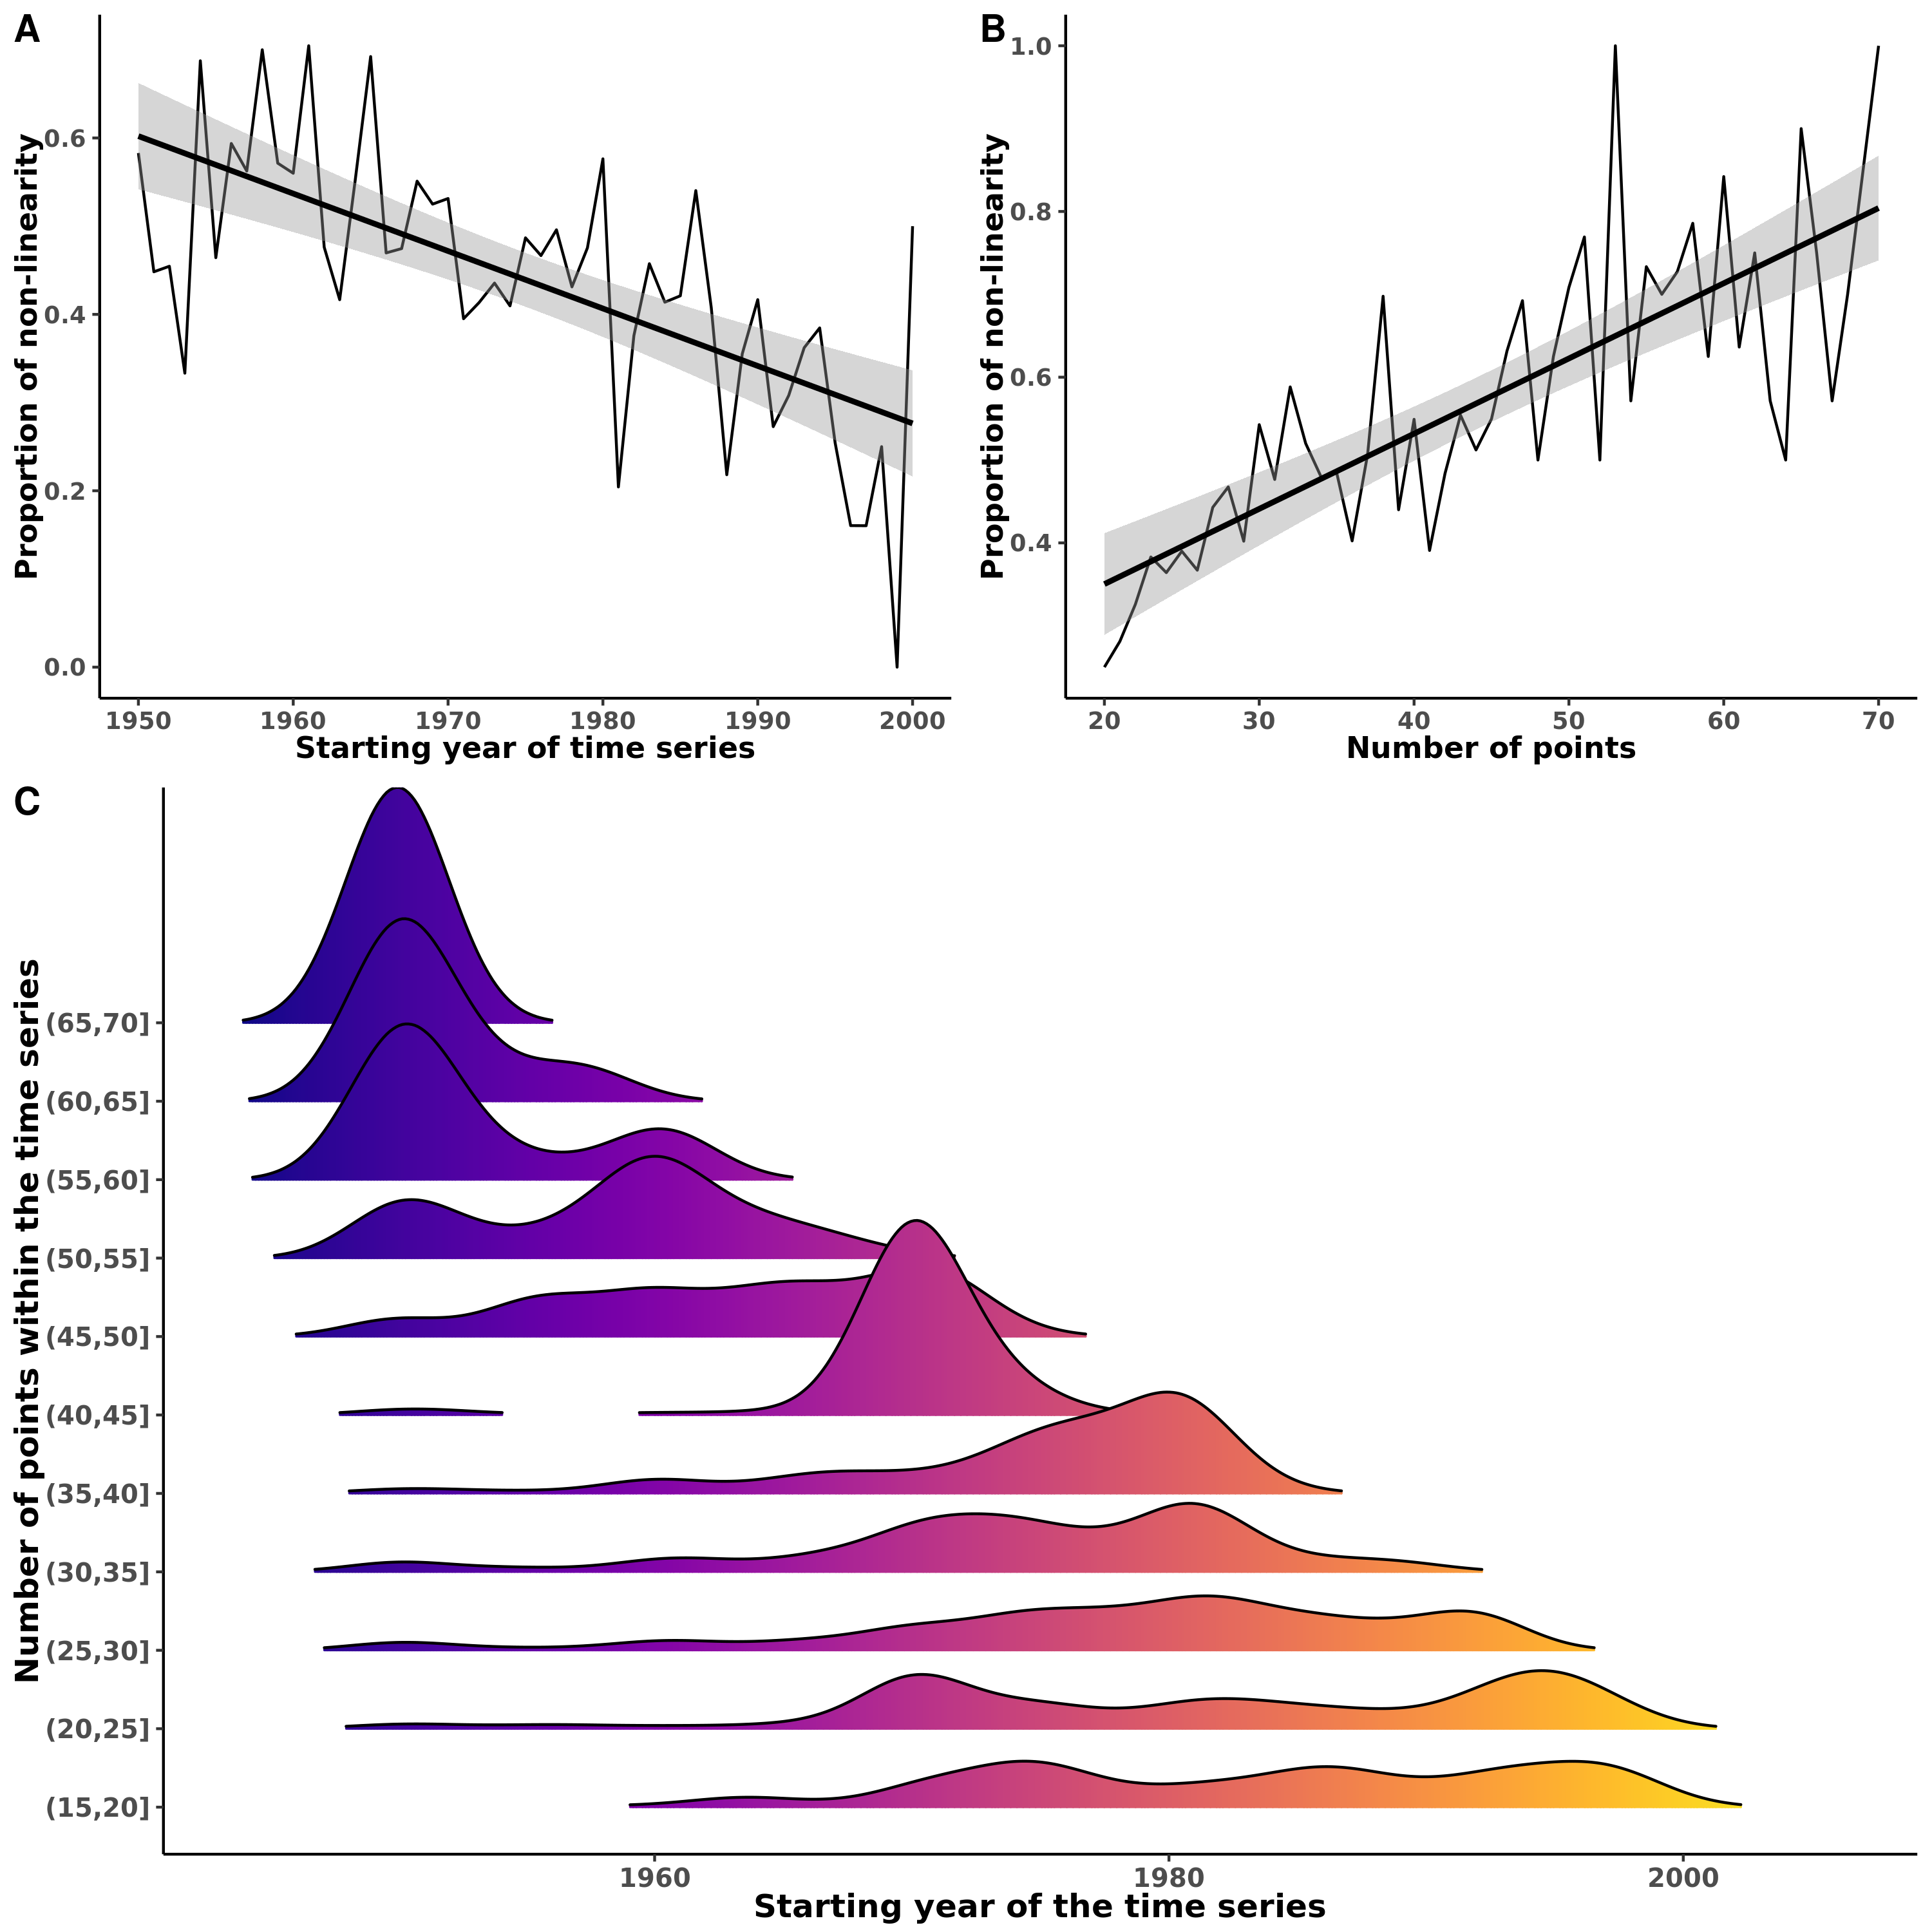 A
Proportion of non-linearity
0.6
0.4
0.2
0.0
1950 1960 1970 1980 1990 2000
Starting year of time series
B
Proportion of non-linearity
1.0
0.8
0.6
0.4
20 30 40 50 60 70
Number of points
C
Number of points within the time series
(65,70]
(60,65]
(55,60]
(50,55]
(45,50]
(40,45]
(35,40]
(30,35]
(25,30]
(20,25]
(15,20]
1960 1980 2000
Starting year of the time series